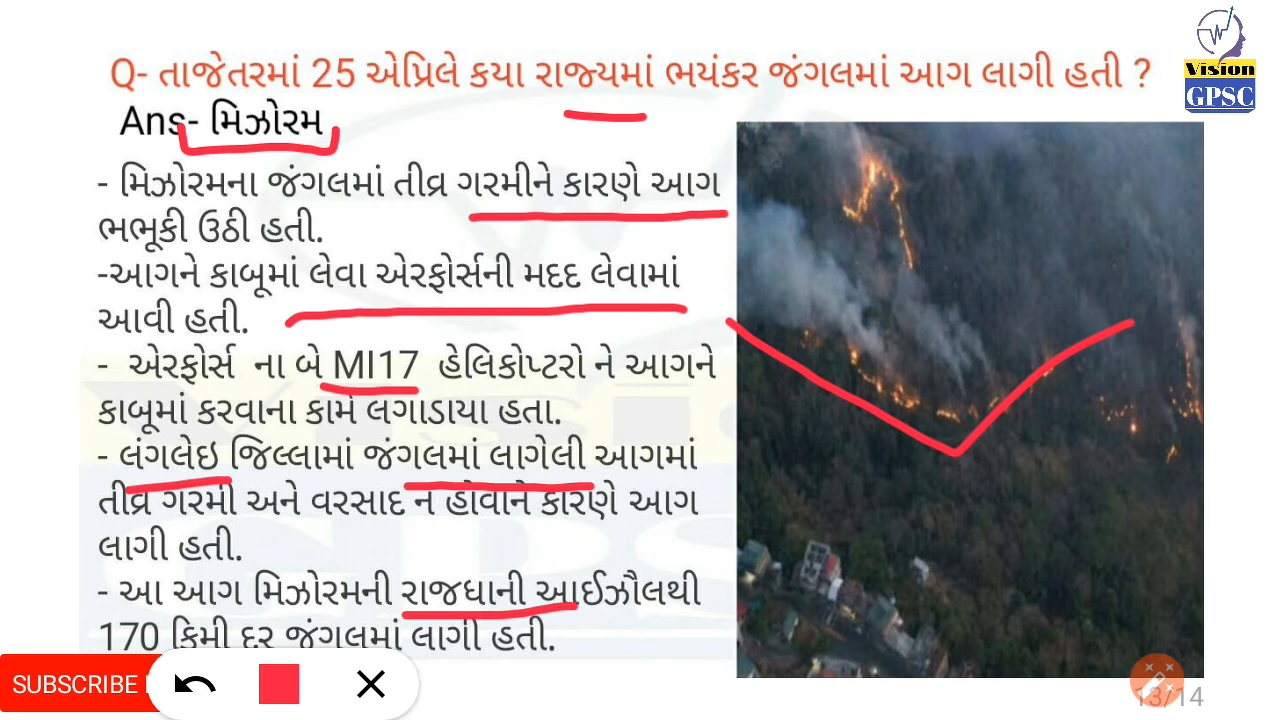 Vision
GPSC
Q- તાજેતરમાં 25 એપ્રિલે કયા રાજ્યમાં ભયંકર જંગલમાં આગ લાગી હતી ?
Ans- મિઝોરમ
- મિઝોરમના જંગલમાં તીવ્ર ગરમીને કારણે આગ
ભભૂકી ઉઠી હતી.
-આગને કાબૂમાં લેવા એરફોર્સની મદદ લેવામાં
આવી હતી.
- એરફોર્સ ના બે MI17 હેલિકોપ્ટરો ને આગને
કાબૂમાં કરવાના કામે લગાડાયા હતા.
- લંગલેઇ જિલ્લામાં જંગલમાં લાગેલી આગમાં
તીવ્ર ગરમી અને વરસાદ ન હોવાને કારણે આગ
લાગી હતી.
- આ આગ મિઝોરમની રાજધાની આઈઝૌલથી
170 કિમી દૂર જંગલમાં લાગી હતી.
SUBSCRIBE
13/14